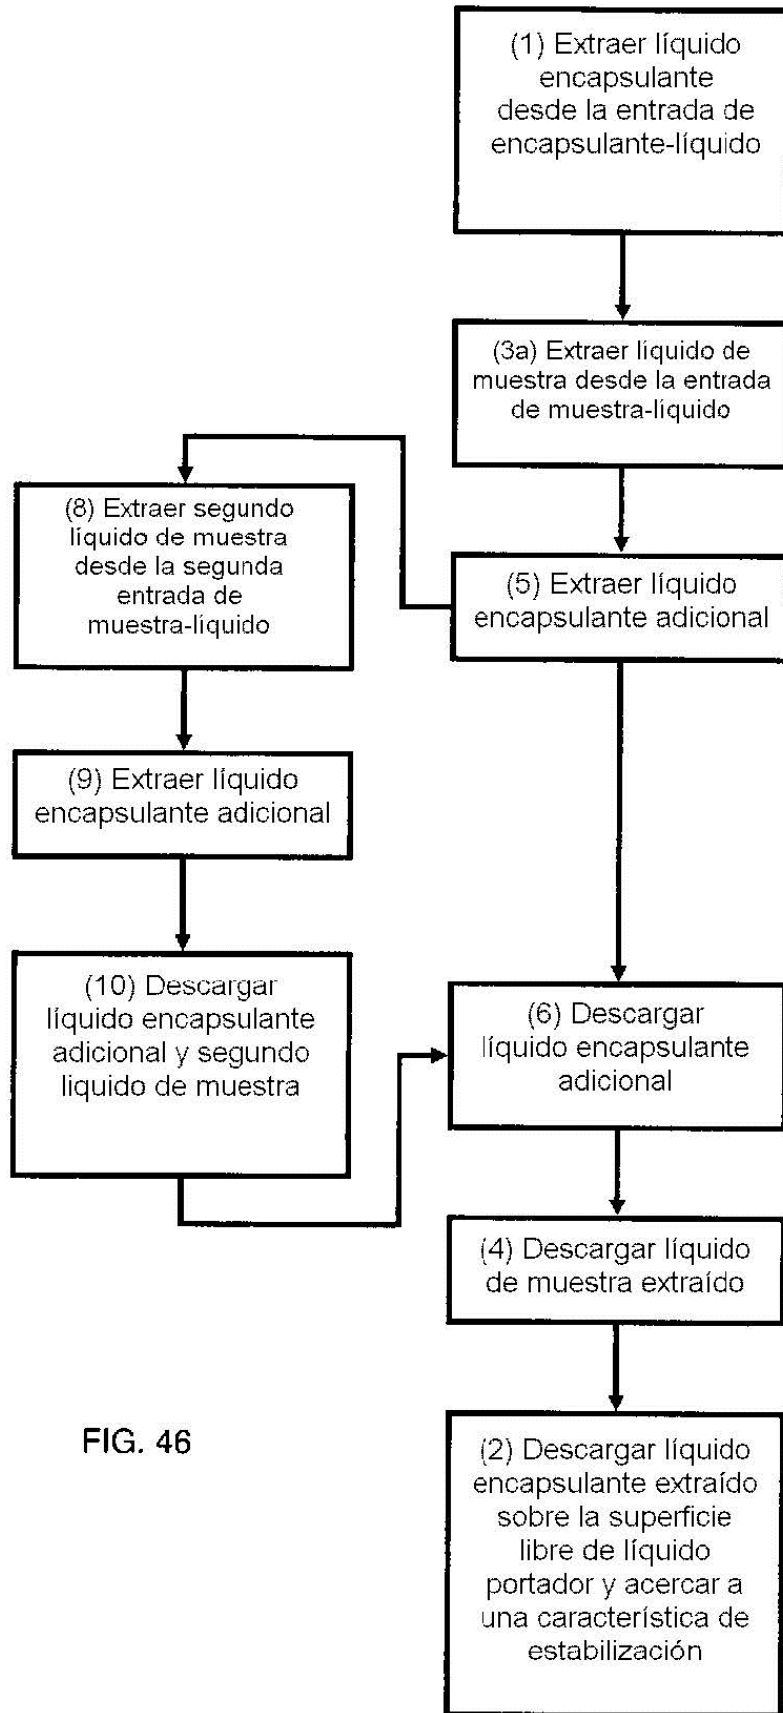 (1) Extraer líquido
encapsulante
desde la entrada de
encapsulante-líquido
(3a) Extraer líquido de
muestra desde la entrada
de muestra-líquido
(5) Extraer líquido
encapsulante adicional
(8) Extraer segundo
líquido de muestra
desde la segunda
entrada de
muestra-líquido
(9) Extraer líquido
encapsulante adicional
(10) Descargar
líquido encapsulante
adicional y segundo
liquido de muestra
(6) Descargar
líquido encapsulante
adicional
(4) Descargar líquido
de muestra extraído
(2) Descargar líquido
encapsulante extraído
sobre la superficie
libre de líquido
portador y acercar a
una característica de
estabilización
FIG. 46